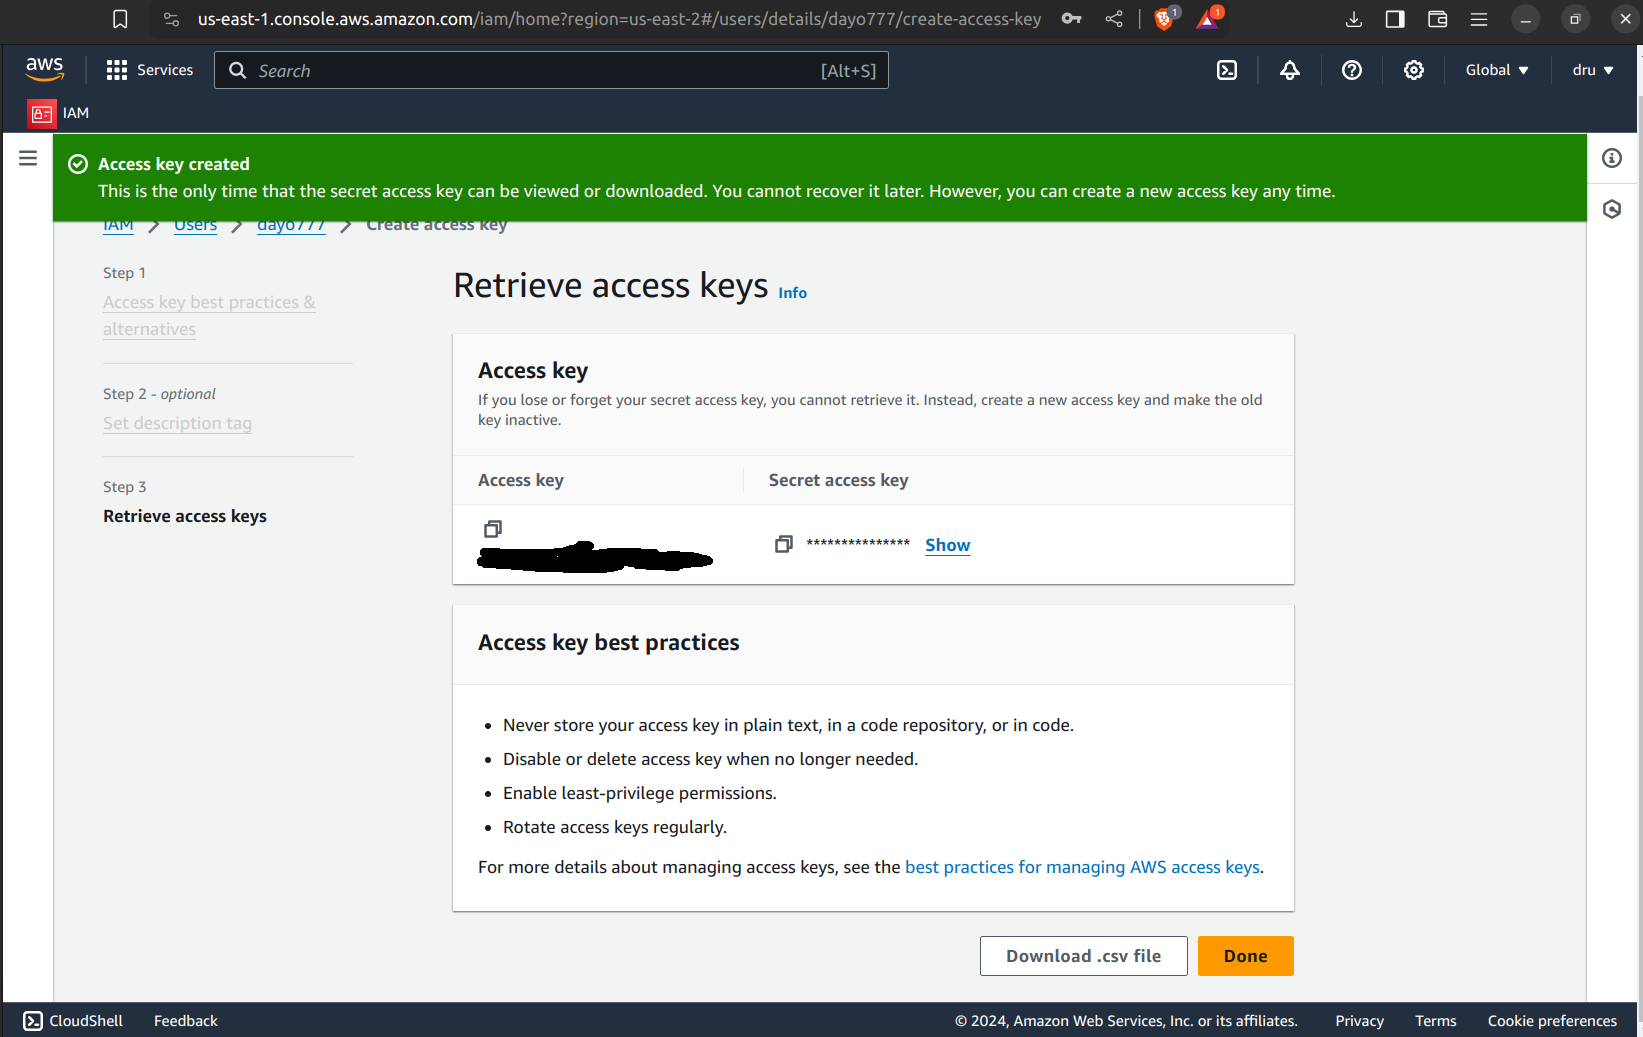 us-east-1.console.aws.amazon.com/iam/home?region=us-east-2#/users/details/dayo777/create-access-key
1
1
aws
Services
Search
[Alt+S]
Global
dru
IAM
Access key created
This is the only time that the secret access key can be viewed or downloaded. You cannot recover it later. However, you can create a new access key any time.
IAM
Users
dayo777
Create access key
Step 1
Access key best practices &
alternatives
Step 2 - optional
Set description tag
Step 3
Retrieve access keys
Retrieve access keys Info
Access key
If you lose or forget your secret access key, you cannot retrieve it. Instead, create a new access key and make the old
key inactive.
Access key
Secret access key
*************** Show
Access key best practices
• Never store your access key in plain text, in a code repository, or in code.
• Disable or delete access key when no longer needed.
• Enable least-privilege permissions.
• Rotate access keys regularly.
For more details about managing access keys, see the best practices for managing AWS access keys.
Download .csv file
Done
CloudShell
Feedback
© 2024, Amazon Web Services, Inc. or its affiliates.
Privacy
Terms
Cookie preferences